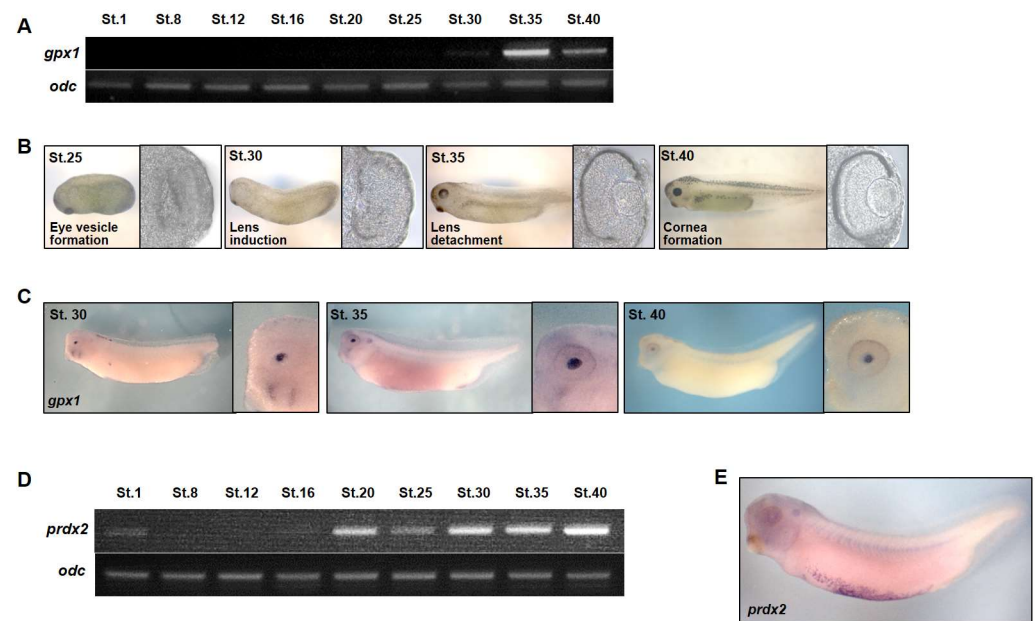 A
St.1 St.8 St.12 St.16 St.20 St.25 St.30 St.35 St.40
gpx1
odc
B
St.25
Eye vesicle
formation
St.30
Lens
induction
St.35
Lens
detachment
St.40
Cornea
formation
C
St. 30
gpx1
St. 35
St. 40
D
St.1 St.8 St.12 St.16 St.20 St.25 St.30 St.35 St.40
prdx2
odc
E
prdx2